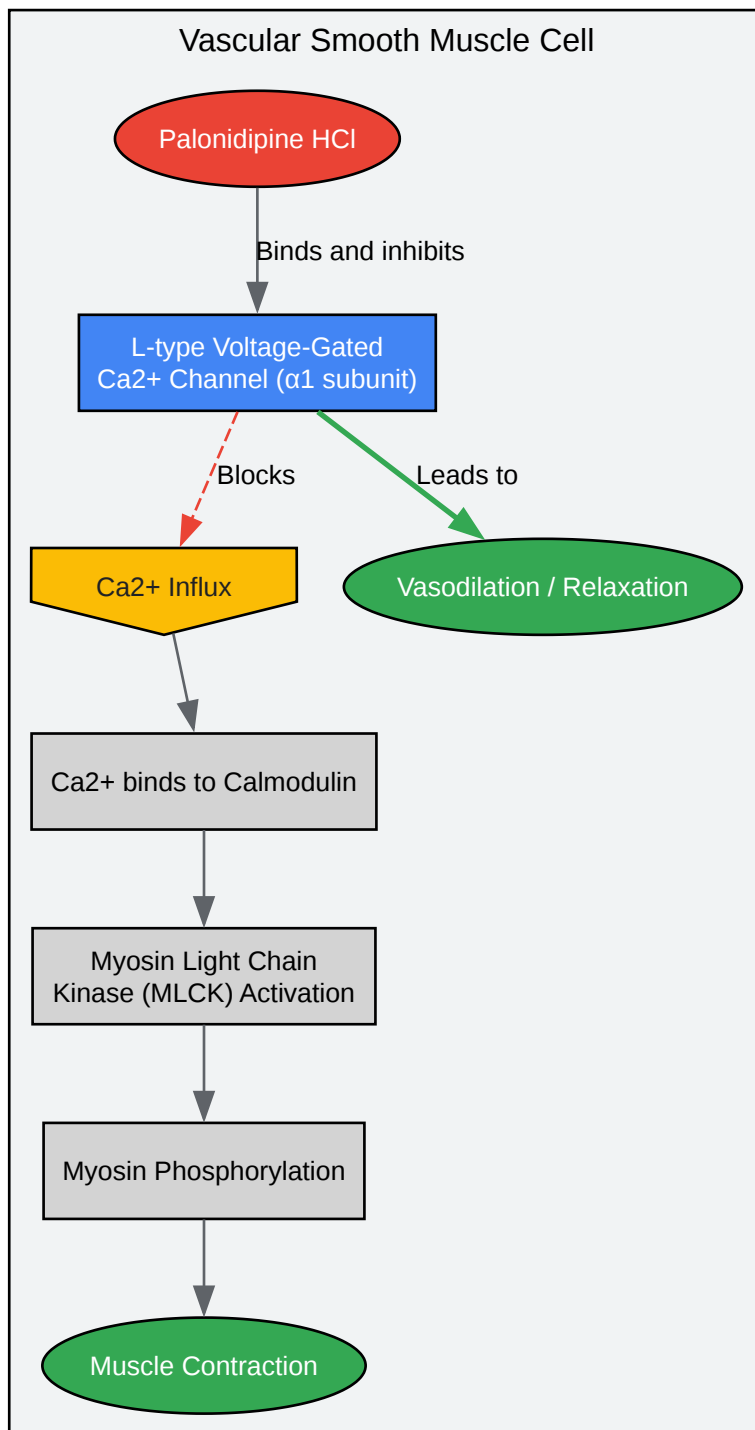 Vascular Smooth Muscle Cell
Palonidipine HCl
Binds and inhibits
L-type Voltage-Gated
Ca2+ Channel (α1 subunit)
Blocks
Leads to
Ca2+ Influx
Vasodilation / Relaxation
Ca2+ binds to Calmodulin
Myosin Light Chain
Kinase (MLCK) Activation
Myosin Phosphorylation
Muscle Contraction